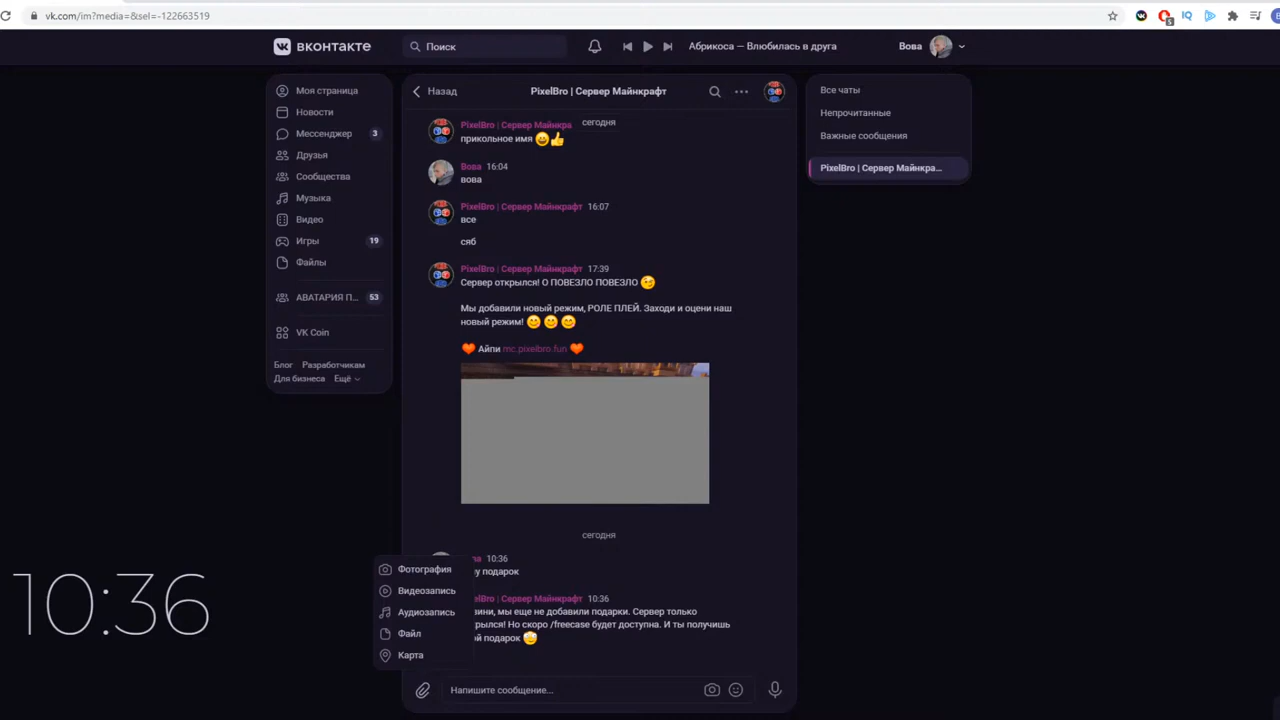 vk.com/im?media=&sel=-122663519
5
вконтакте
Поиск
Абрикоса — Влюбилась в друга
Вова
Моя страница
Новости
Мессенджер 3
Друзья
Сообщества
Музыка
Видео
Игры 19
Файлы
АВАТАРИЯ П... 53
VK Coin
Блог Разработчикам
Для бизнеса Ещё
Назад
PixelBro | Сервер Майнкрафт
сегодня
PixelBro | Сервер Майнкра
прикольное имя
Вова 16:04
вова
PixelBro | Сервер Майнкрафт 16:07
все
сяб
PixelBro | Сервер Майнкрафт 17:39
Сервер открылся! О ПОВЕЗЛО ПОВЕЗЛО
Мы добавили новый режим, РОЛЕ ПЛЕЙ. Заходи и оцени наш
новый режим!
Айпи mc.pixelbro.fun
сегодня
10:36
подарок
Сервер Майнкрафт 10:36
мы еще не добавили подарки. Сервер только
Но скоро /freecase будет доступна. И ты получишь
подарок
Фотография
Видеозапись
Аудиозапись
Файл
Карта
Напишите сообщение...
Все чаты
Непрочитанные
Важные сообщения
PixelBro | Сервер Майнкра...
10:36